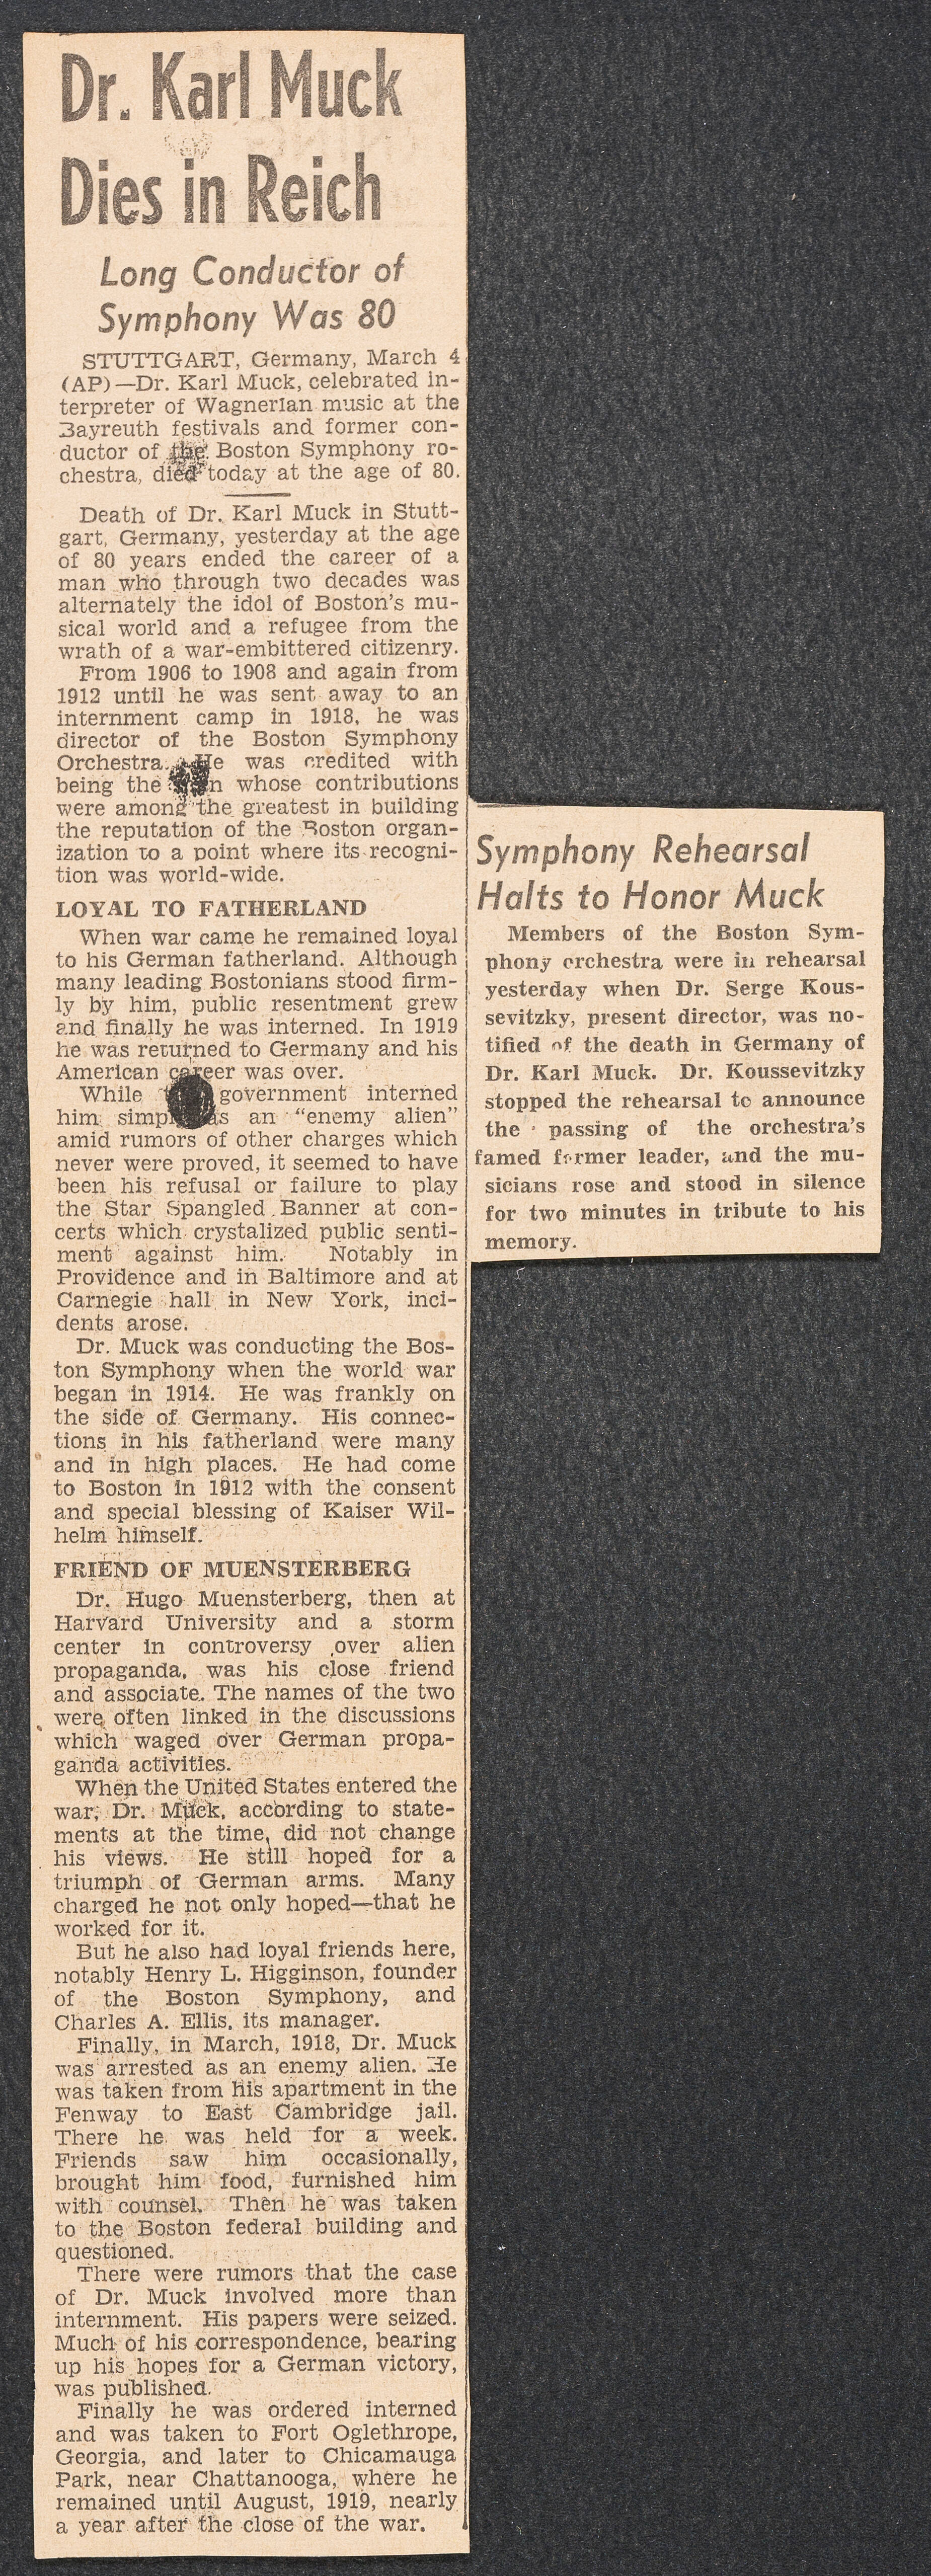 Dr. Karl Muck
Dies in Reich
Long Conductor of
Symphony Was 80
STUTTGART, Germany, March 4
(AP)—Dr. Karl Muck, celebrated in-
terpreter of Wagnerian music at the
Bayreuth festivals and former con-
ductor of the Boston Symphony ro-
chestra, died today at the age of 80.
Death of Dr. Karl Muck in Stutt-
gart, Germany, yesterday at the age
of 80 years ended the career of a
man who through two decades was
alternately the idol of Boston's mu-
sical world and a refugee from the
wrath of a war-embittered citizenry.
From 1906 to 1908 and again from
1912 until he was sent away to an
internment camp in 1918, he was
director of the Boston Symphony
Orchestra. He was credited with
being the whose contributions
were among the greatest in building
the reputation of the Boston organ-
ization to a point where its recogni-
tion was world-wide.
LOYAL TO FATHERLAND
When war came he remained loyal
to his German fatherland. Although
many leading Bostonians stood firm-
ly by him, public resentment grew
and finally he was interned. In 1919
he was returned to Germany and his
American career was over.
While government interned
him as an "enemy alien"
amid rumors of other charges which
never were proved, it seemed to have
been his refusal or failure to play
the Star Spangled Banner at con-
certs which crystalized public senti-
ment against him. Notably in
Providence and in Baltimore and at
Carnegie hall in New York, inci-
dents arose.
Dr. Muck was conducting the Bos-
ton Symphony when the world war
began in 1914. He was frankly on
the side of Germany. His connec-
tions in his fatherland were many
and in high places. He had come
to Boston in 1912 with the consent
and special blessing of Kaiser Wil-
helm himself.
FRIEND OF MUENSTERBERG
Dr. Hugo Muensterberg, then at
Harvard University and a storm
center in controversy over alien
propaganda, was his close friend
and associate. The names of the two
were often linked in the discussions
which waged over German propa-
ganda activities.
When the United States entered the
war, Dr. Muck, according to state-
ments at the time, did not change
his views. He still hoped for a
triumph of German arms. Many
charged he not only hoped—that he
worked for it.
But he also had loyal friends here,
notably Henry L. Higginson, founder
of the Boston Symphony, and
Charles A. Ellis, its manager.
Finally, in March, 1918, Dr. Muck
was arrested as an enemy alien. He
was taken from his apartment in the
Fenway to East Cambridge jail.
There he was held for a week.
Friends saw him occasionally,
brought him food, furnished him
with counsel. Then he was taken
to the Boston federal building and
questioned.
There were rumors that the case
of Dr. Muck involved more than
internment. His papers were seized.
Much of his correspondence, bearing
up his hopes for a German victory,
was published.
Finally he was ordered interned
and was taken to Fort Oglethrope,
Georgia, and later to Chicamauga
Park, near Chattanooga, where he
remained until August, 1919, nearly
a year after the close of the war.
Symphony Rehearsal
Halts to Honor Muck
Members of the Boston Sym-
phony orchestra were in rehearsal
yesterday when Dr. Serge Kous-
sevitzky, present director, was no-
tified of the death in Germany of
Dr. Karl Muck. Dr. Koussevitzky
stopped the rehearsal to announce
the passing of the orchestra's
famed former leader, and the mu-
sicians rose and stood in silence
for two minutes in tribute to his
memory.